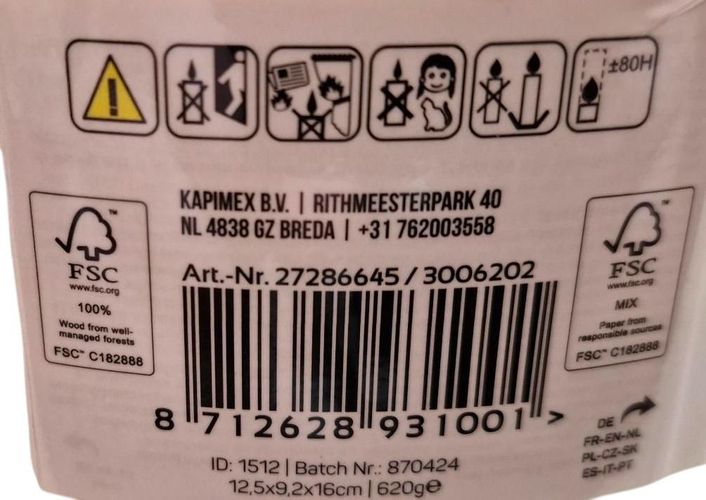 ±80H
KAPIMEX B.V. | RITHMEESTERPARK 40
NL 4838 GZ BREDA | +31 762003558
Art.-Nr. 27286645 / 3006202
FSC™
www.fsc.org
100%
Wood from well-
managed forests
FSC™ C182888
FSC™
www.fsc.org
MIX
Paper from
responsible sources
FSC™ C182888
8 712628 931001 >
ID: 1512 | Batch Nr.: 870424
12,5x9,2x16cm | 620g℮
DE
FR-EN-NL
PL-CZ-SK
ES-IT-PT